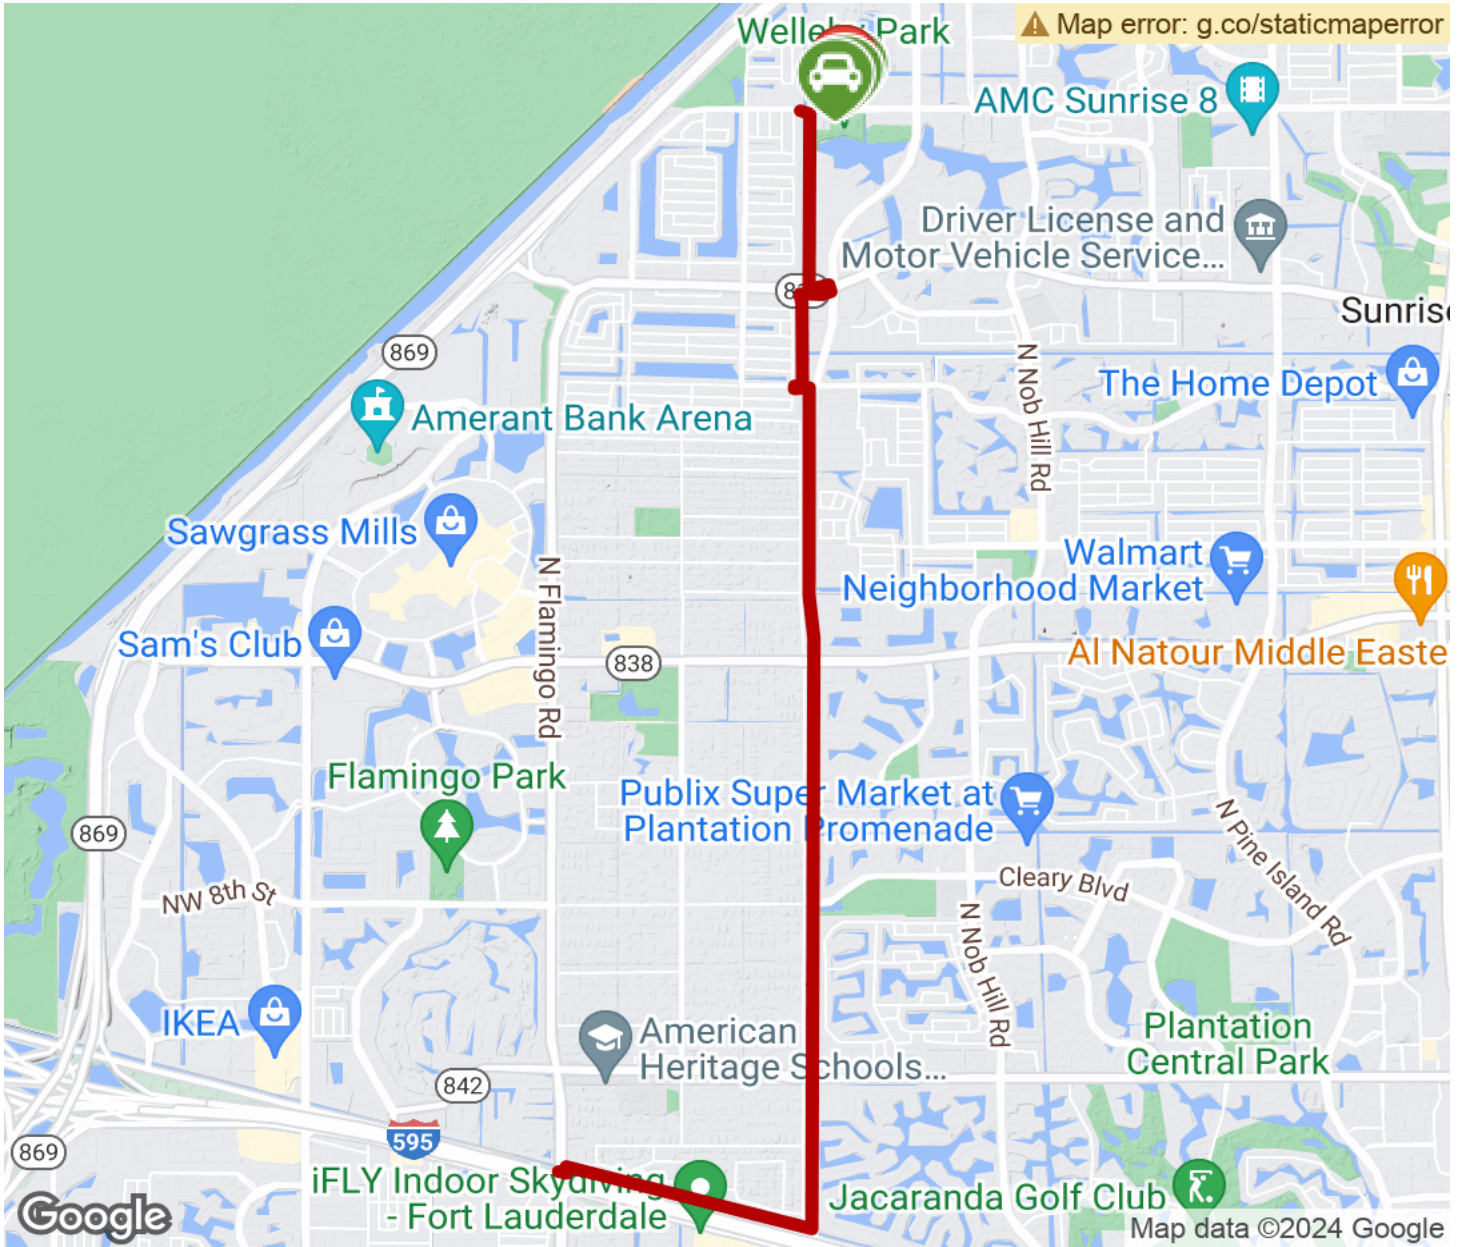 Welleby Park
Map error: g.co/staticmaperror
AMC Sunrise 8
Driver License and
Motor Vehicle Service...
Sunrise
869
N Nob Hill Rd
The Home Depot
Amerant Bank Arena
Sawgrass Mills
N Flamingo Rd
Walmart
Neighborhood Market
Sam's Club
838
Al Natour Middle Easte
Flamingo Park
Publix Super Market at
Plantation Promenade
869
N Pine Island Rd
NW 8th St
Cleary Blvd
N Nob Hill Rd
IKEA
American
Heritage Schools...
Plantation
Central Park
842
595
869
iFLY Indoor Skydiving
- Fort Lauderdale
Jacaranda Golf Club
Google
Map data ©2024 Google